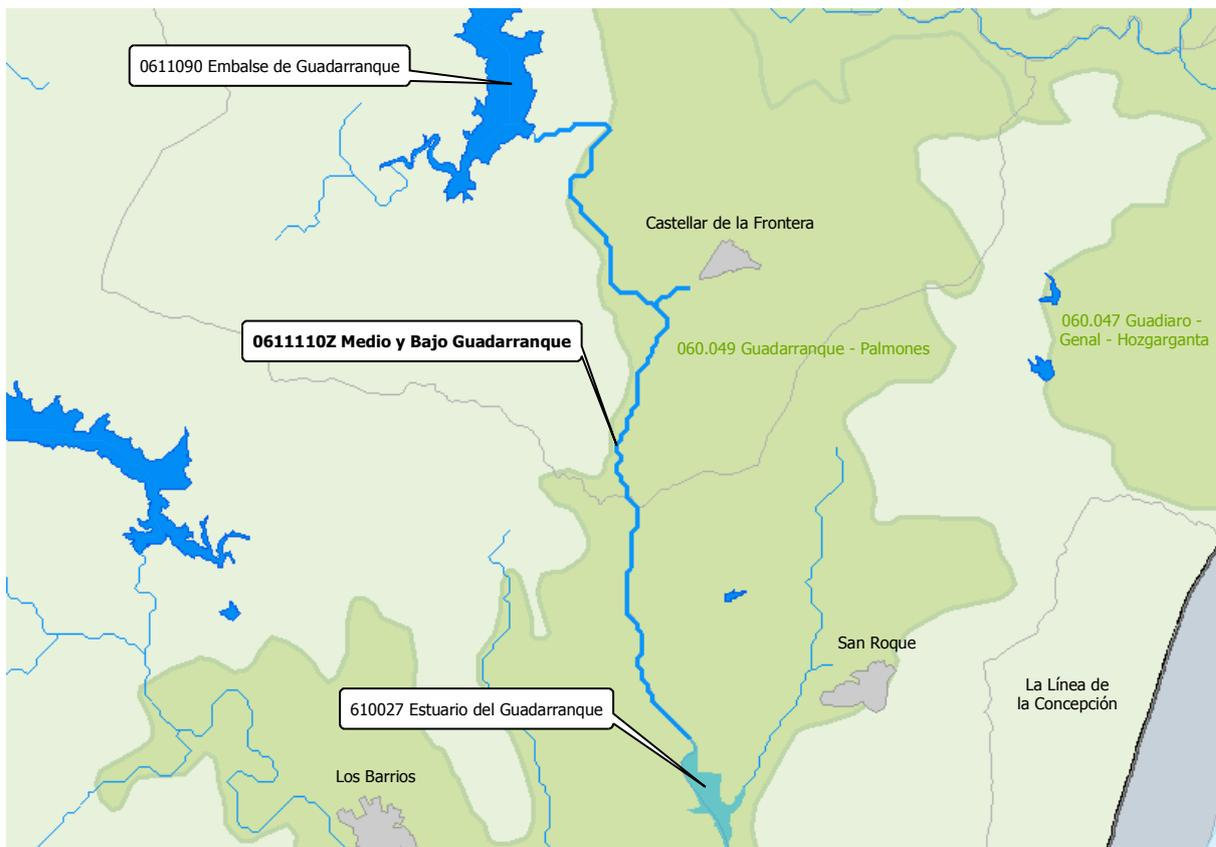 0611090 Embalse de Guadarranque
Castellar de la Frontera
0611110Z Medio y Bajo Guadarranque
060.049 Guadarranque - Palmones
060.047 Guadiaro -
Genal - Hozgarganta
San Roque
La Línea de
la Concepción
610027 Estuario del Guadarranque
Los Barrios